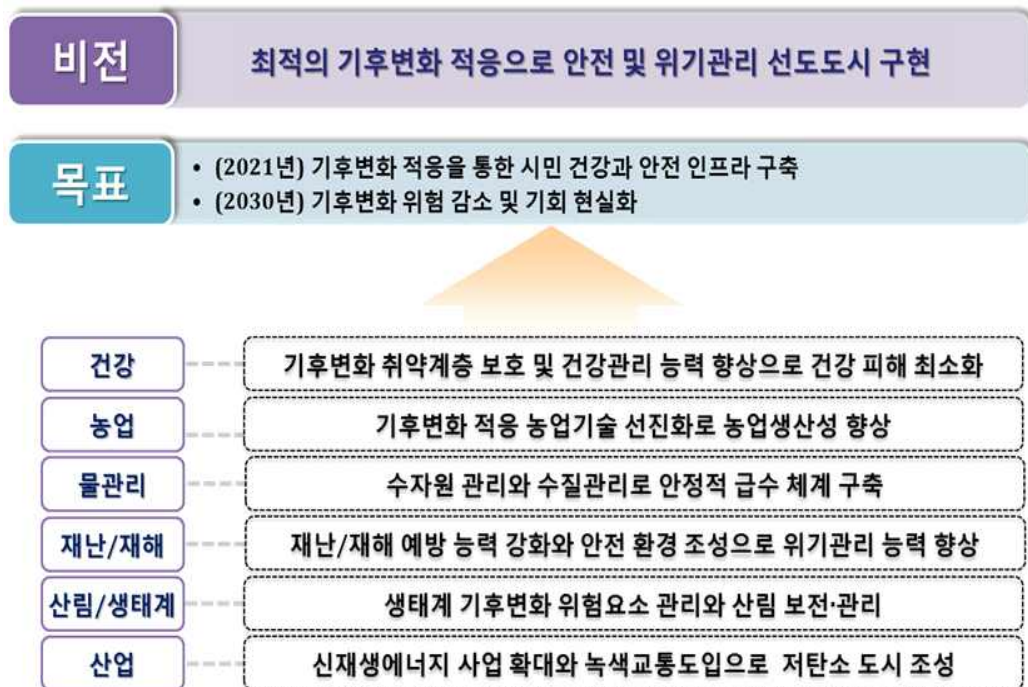 비전
최적의 기후변화 적응으로 안전 및 위기관리 선도도시 구현
목표
• (2021년) 기후변화 적응을 통한 시민 건강과 안전 인프라 구축
• (2030년) 기후변화 위험 감소 및 기회 현실화
건강
기후변화 취약계층 보호 및 건강관리 능력 향상으로 건강 피해 최소화
농업
기후변화 적응 농업기술 선진화로 농업생산성 향상
물관리
수자원 관리와 수질관리로 안정적 급수 체계 구축
재난/재해
재난/재해 예방 능력 강화와 안전 환경 조성으로 위기관리 능력 향상
산림/생태계
생태계 기후변화 위험요소 관리와 산림 보전·관리
산업
신재생에너지 사업 확대와 녹색교통도입으로 저탄소 도시 조성